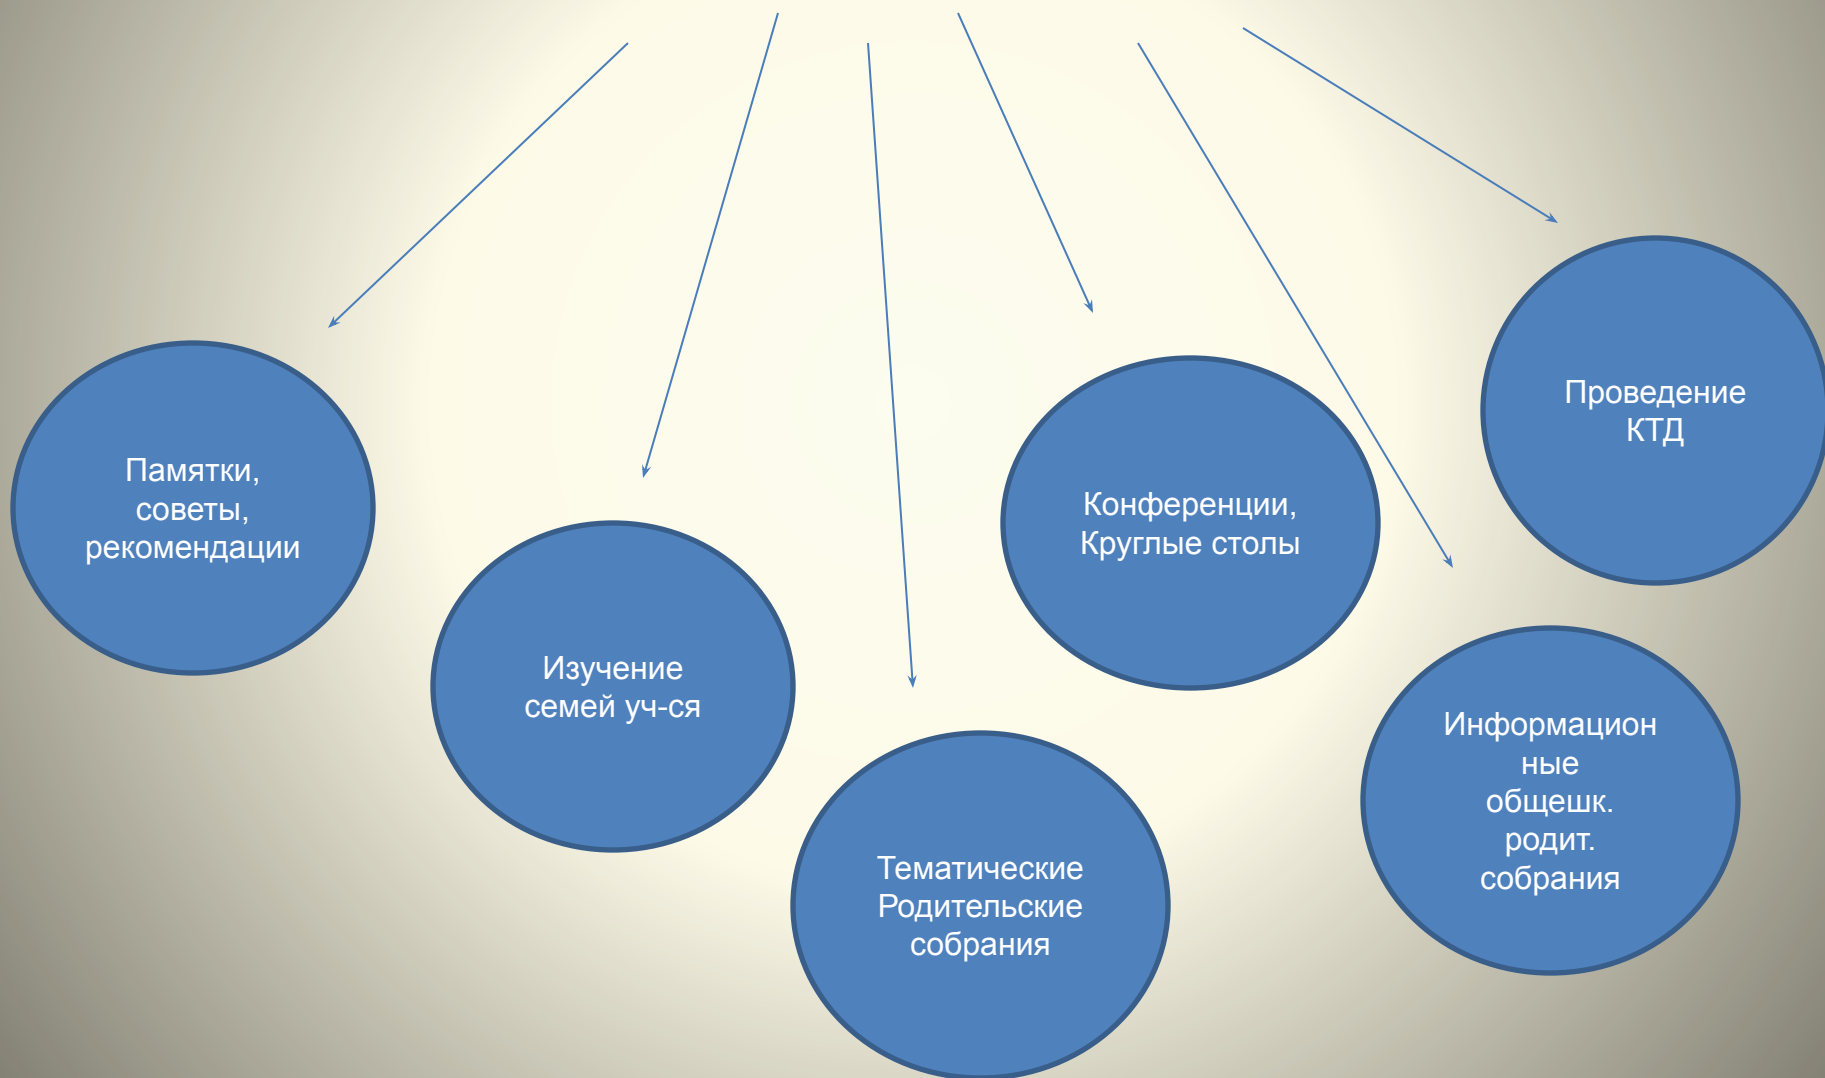 Памятки,
советы,
рекомендации
Изучение
семей уч-ся
Тематические
Родительские
собрания
Конференции,
Круглые столы
Информацион
ные
общешк.
родит.
собрания
Проведение
КТД